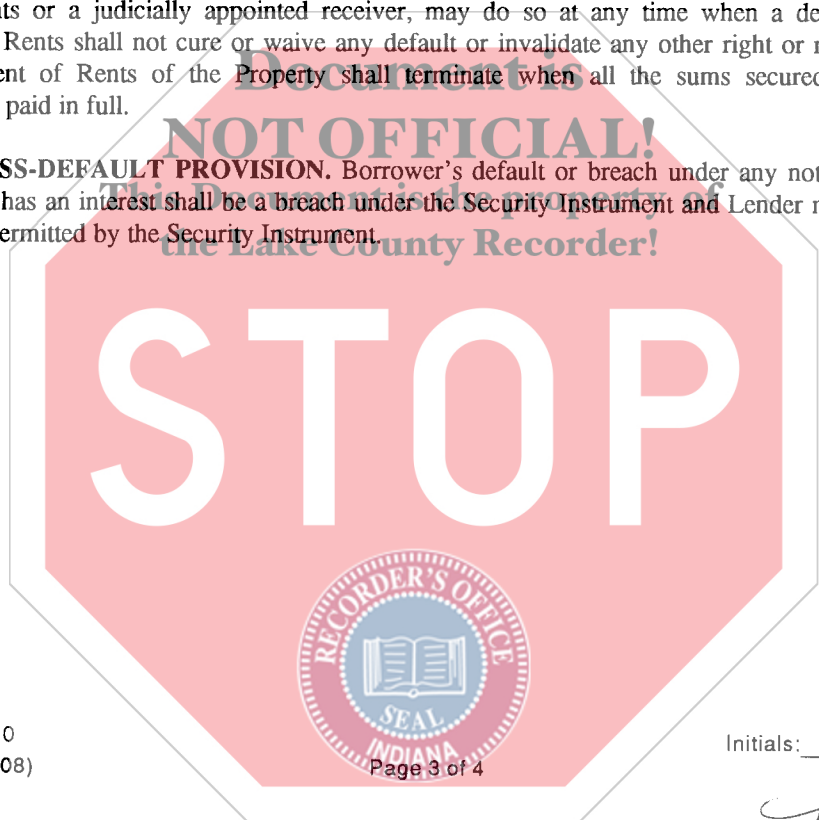 ts or a judicially appointed receiver, may do so at any time when a de
Rents shall not cure or waive any default or invalidate any other right or
ent of Rents of the Property shall terminate when all the sums secured
paid in full.
Document is
NOT OFFICIAL!
This Document is the property of
the Lake County Recorder!
SS-DEFAULT PROVISION. Borrower's default or breach under any not
has an interest shall be a breach under the Security Instrument and Lender
ermitted by the Security Instrument.
STOP
RECORDER'S OFFICE
SEAL
INDIANA
0
08)
Page 3 of 4
Initials: